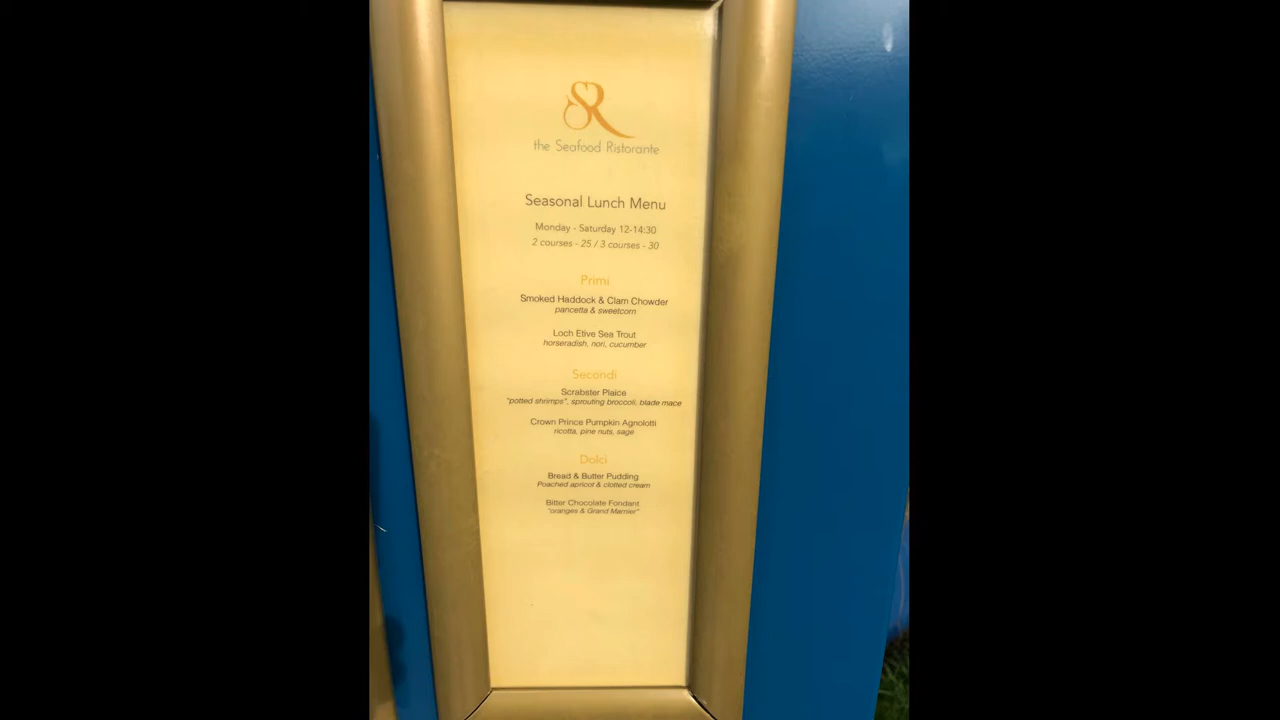 SR
the Seafood Ristorante
Seasonal Lunch Menu
Monday - Saturday 12-14:30
2 courses - 25 / 3 courses - 30
Primi
Smoked Haddock & Clam Chowder
pancetta & sweetcorn
Loch Etive Sea Trout
horseradish, nori, cucumber
Secondi
Scrabster Plaice
"potted shrimps", sprouting broccoli, blade mace
Crown Prince Pumpkin Agnolotti
ricotta, pine nuts, sage
Dolci
Bread & Butter Pudding
Poached apricot & clotted cream
Bitter Chocolate Fondant
"oranges & Grand Marnier"